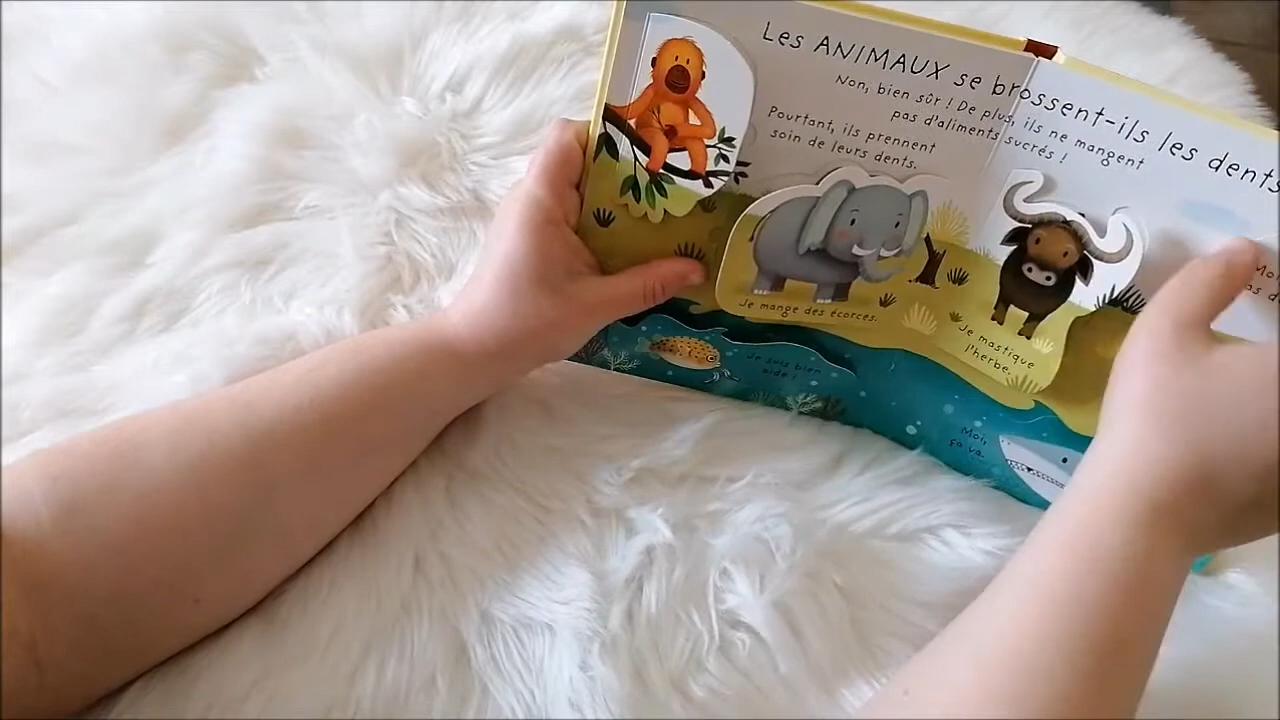 Les ANIMAUX se brossent-ils les dents
Non, bien sûr ! De plus, ils ne mangent
pas d'aliments sucrés !
Pourtant, ils prennent
soin de leurs dents.
Je mange des écorces.
Je mastique
l'herbe.
Je suis bien
Moi,
ça va.